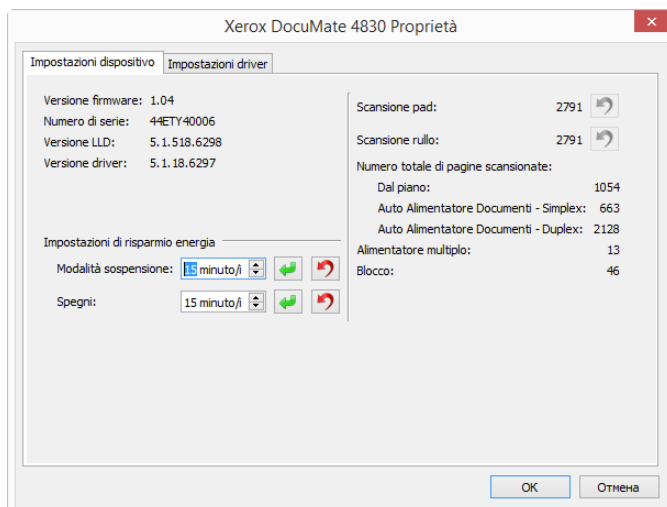 Xerox DocuMate 4830 Proprietà
Impostazioni dispositivo
Impostazioni driver
Versione firmware: 1.04
Numero di serie: 44ETY40006
Versione LLD: 5.1.518.6298
Versione driver: 5.1.18.6297
Impostazioni di risparmio energia
Modalità sospensione: 15 minuto/i
Spegni: 15 minuto/i
Scansione pad: 2791
Scansione rullo: 2791
Numero totale di pagine scansionate:
Dal piano: 1054
Auto Alimentatore Documenti - Simplex: 663
Auto Alimentatore Documenti - Duplex: 2128
Alimentatore multiplo: 13
Blocco: 46
OK
Отмена